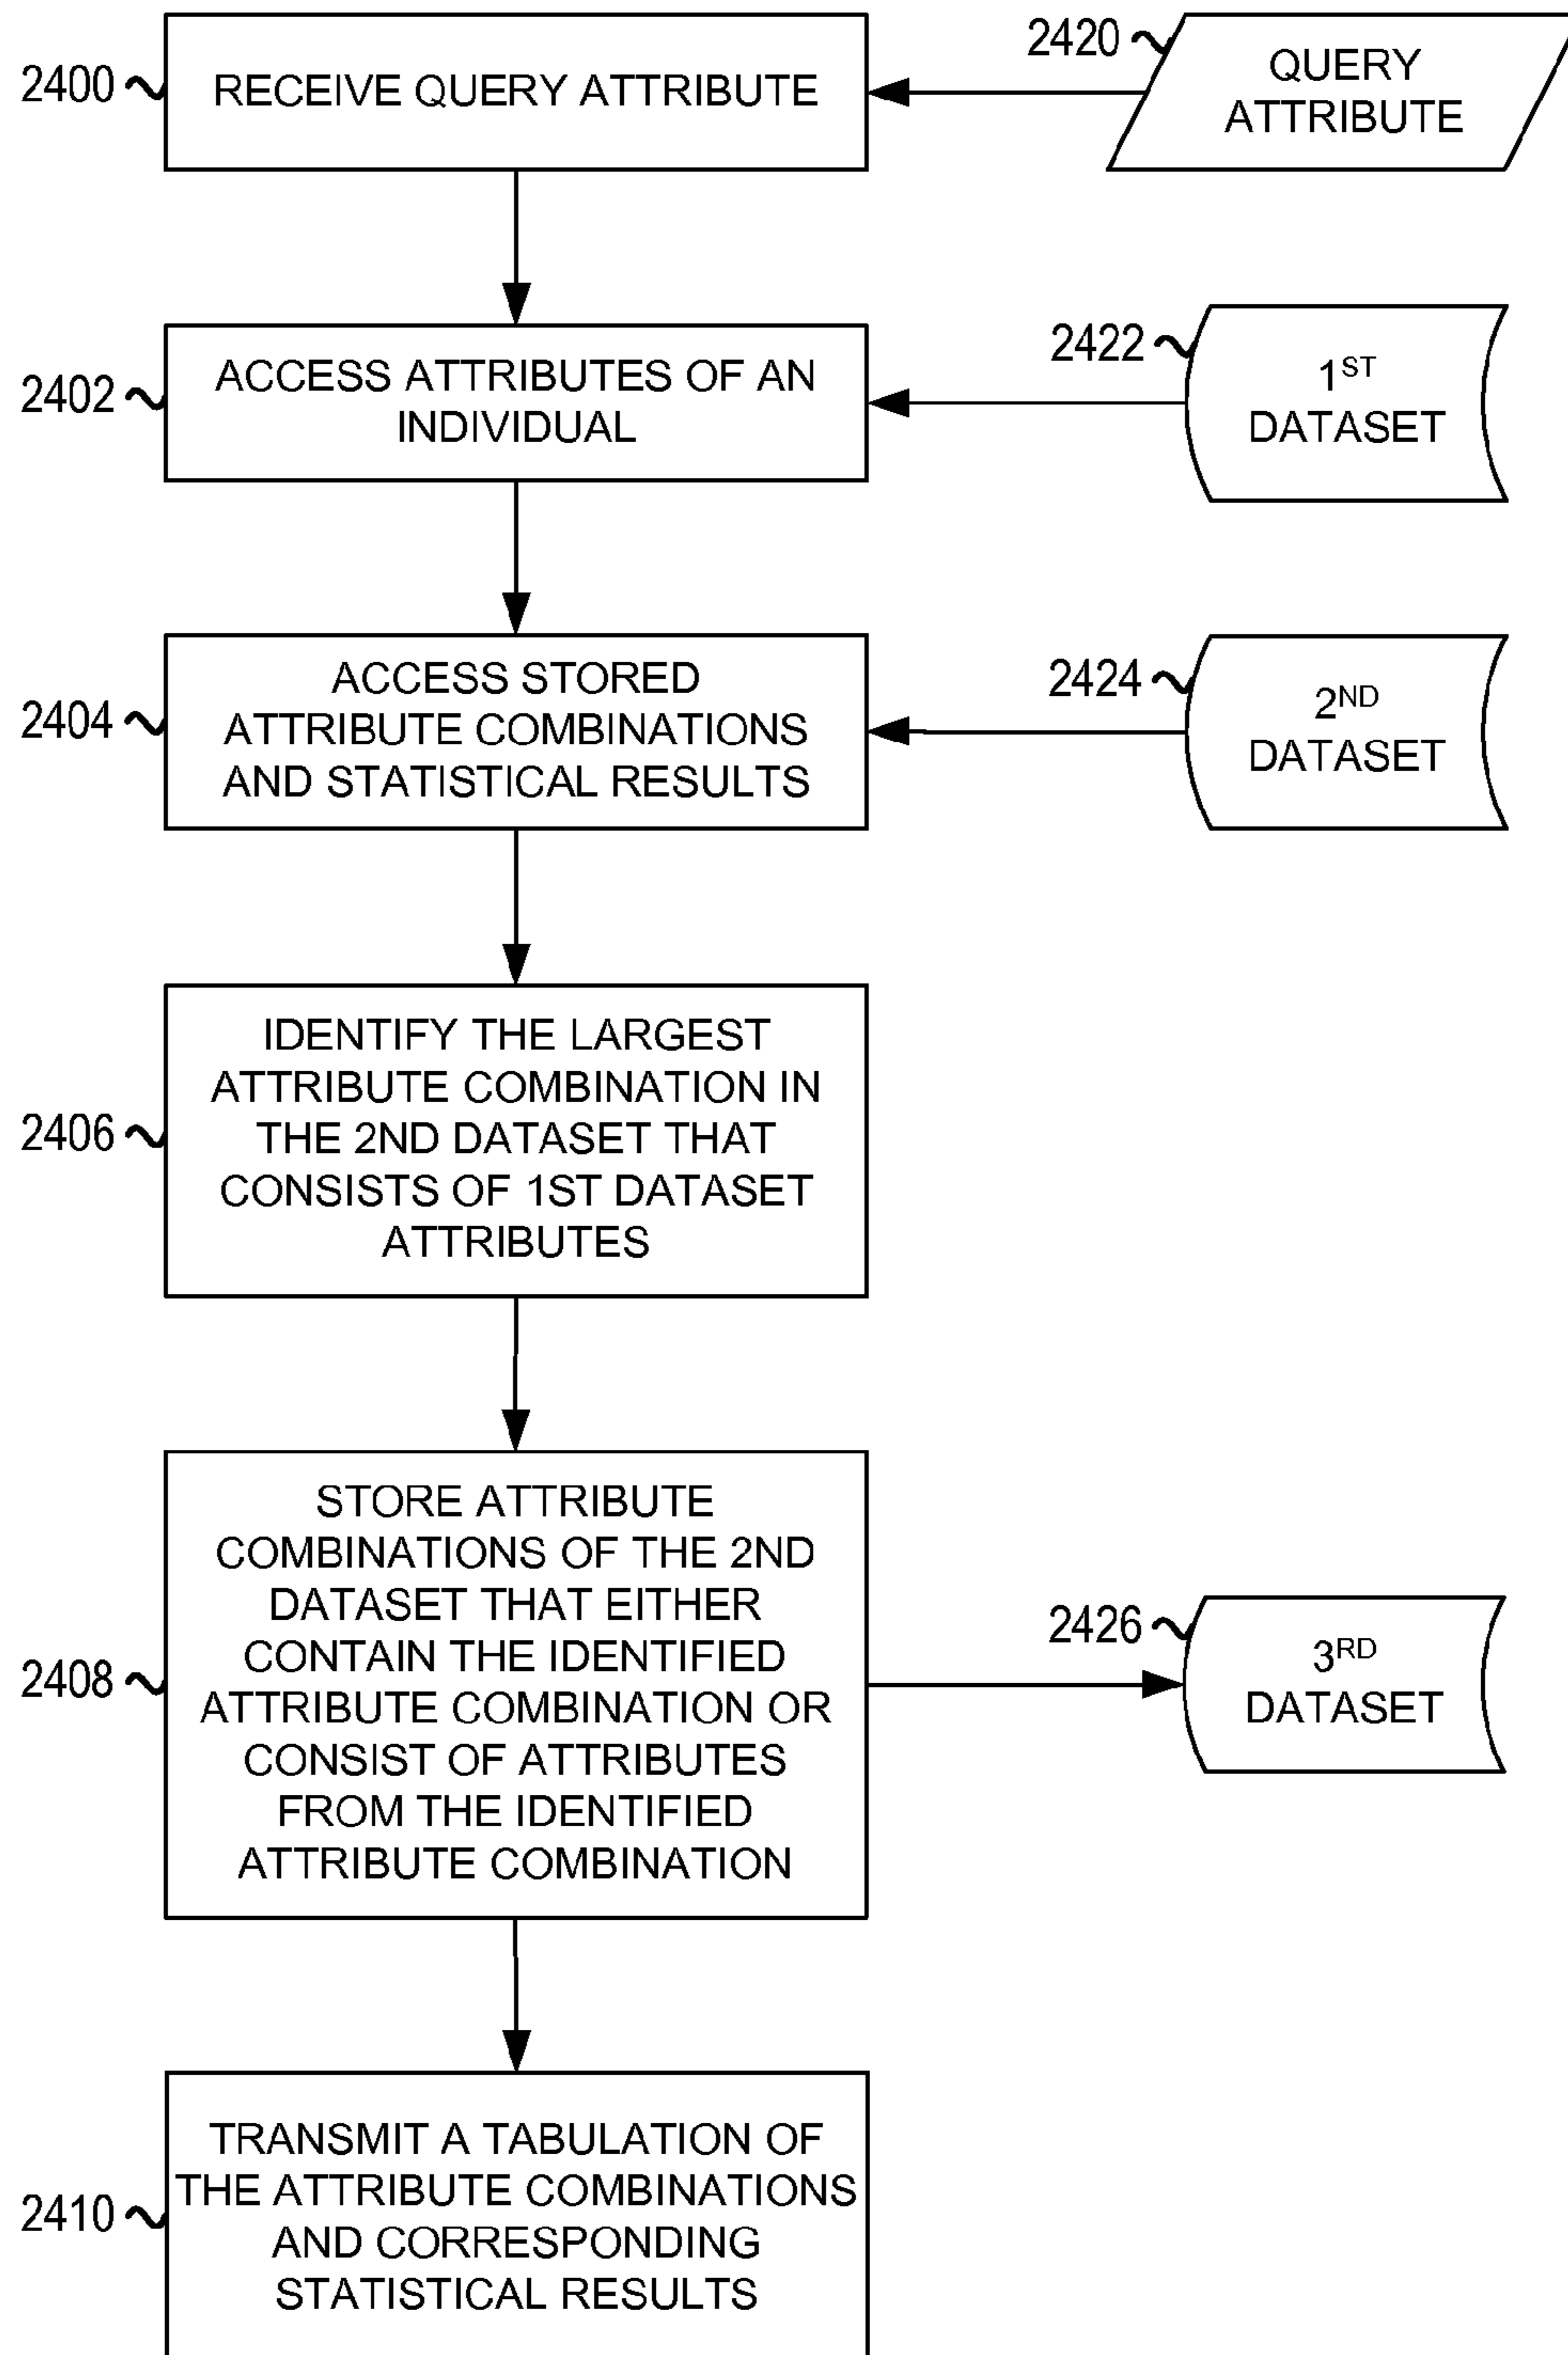 2400
RECEIVE QUERY ATTRIBUTE
2420
QUERY
ATTRIBUTE
2402
ACCESS ATTRIBUTES OF AN
INDIVIDUAL
2422
1ST
DATASET
2404
ACCESS STORED
ATTRIBUTE COMBINATIONS
AND STATISTICAL RESULTS
2424
2ND
DATASET
2406
IDENTIFY THE LARGEST
ATTRIBUTE COMBINATION IN
THE 2ND DATASET THAT
CONSISTS OF 1ST DATASET
ATTRIBUTES
2408
STORE ATTRIBUTE
COMBINATIONS OF THE 2ND
DATASET THAT EITHER
CONTAIN THE IDENTIFIED
ATTRIBUTE COMBINATION OR
CONSIST OF ATTRIBUTES
FROM THE IDENTIFIED
ATTRIBUTE COMBINATION
2426
3RD
DATASET
2410
TRANSMIT A TABULATION OF
THE ATTRIBUTE COMBINATIONS
AND CORRESPONDING
STATISTICAL RESULTS